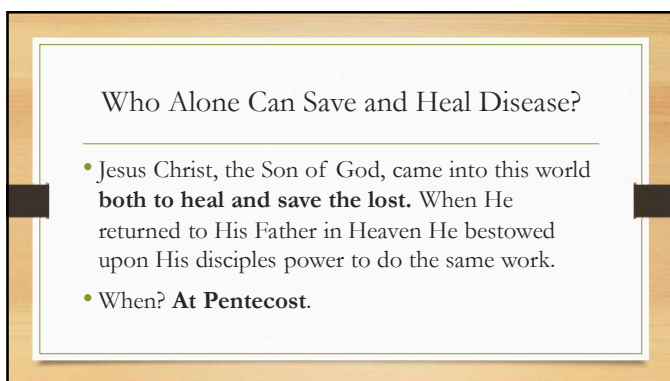 Who Alone Can Save and Heal Disease?
• Jesus Christ, the Son of God, came into this world
both to heal and save the lost. When He
returned to His Father in Heaven He bestowed
upon His disciples power to do the same work.
• When? At Pentecost.